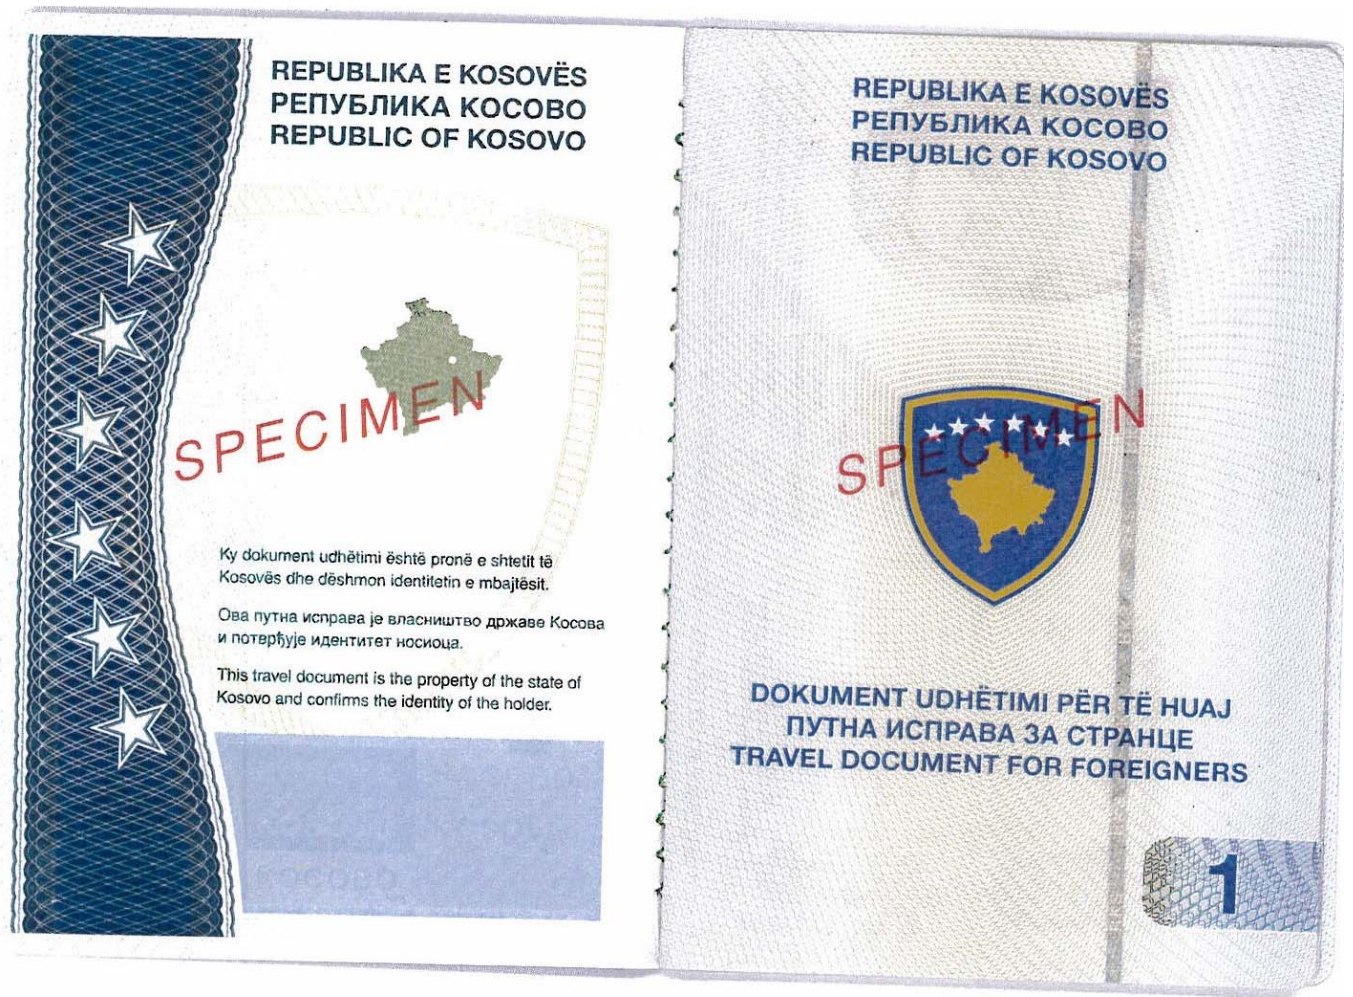 REPUBLIKA E KOSOVËS
РЕПУБЛИКА КОСОВО
REPUBLIC OF KOSOVO
SPECIMEN
Ky dokument udhëtimi është pronë e shtetit të
Kosovës dhe dëshmon identitetin e mbajtësit.
Ова путна исправа је власништво државе Косова
и потврђује идентитет носиоца.
This travel document is the property of the state of
Kosovo and confirms the identity of the holder.
REPUBLIKA E KOSOVËS
РЕПУБЛИКА КОСОВО
REPUBLIC OF KOSOVO
SPECIMEN
DOKUMENT UDHËTIMI PËR TË HUAJ
ПУТНА ИСПРАВА ЗА СТРАНЦЕ
TRAVEL DOCUMENT FOR FOREIGNERS
1